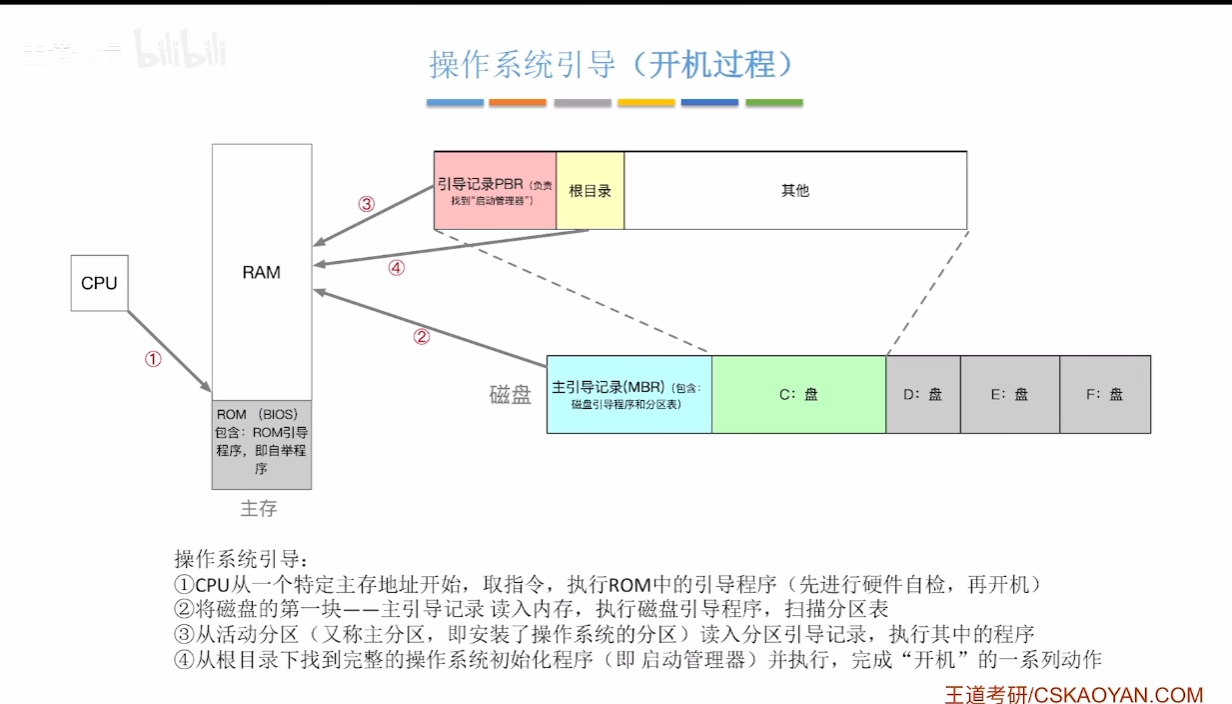 bilibili
操作系统引导（开机过程）
引导记录PBR（负责
找到“启动管理器”）
根目录
其他
③
④
RAM
CPU
②
①
磁盘
主引导记录(MBR)（包含：
磁盘引导程序和分区表）
C：盘
D：盘
E：盘
F：盘
ROM （BIOS）
包含：ROM引导
程序，即自举程
序
主存
操作系统引导：
①CPU从一个特定主存地址开始，取指令，执行ROM中的引导程序（先进行硬件自检，再开机）
②将磁盘的第一块——主引导记录 读入内存，执行磁盘引导程序，扫描分区表
③从活动分区（又称主分区，即安装了操作系统的分区）读入分区引导记录，执行其中的程序
④从根目录下找到完整的操作系统初始化程序（即 启动管理器）并执行，完成“开机”的一系列动作
王道考研/CSKAOYAN.COM